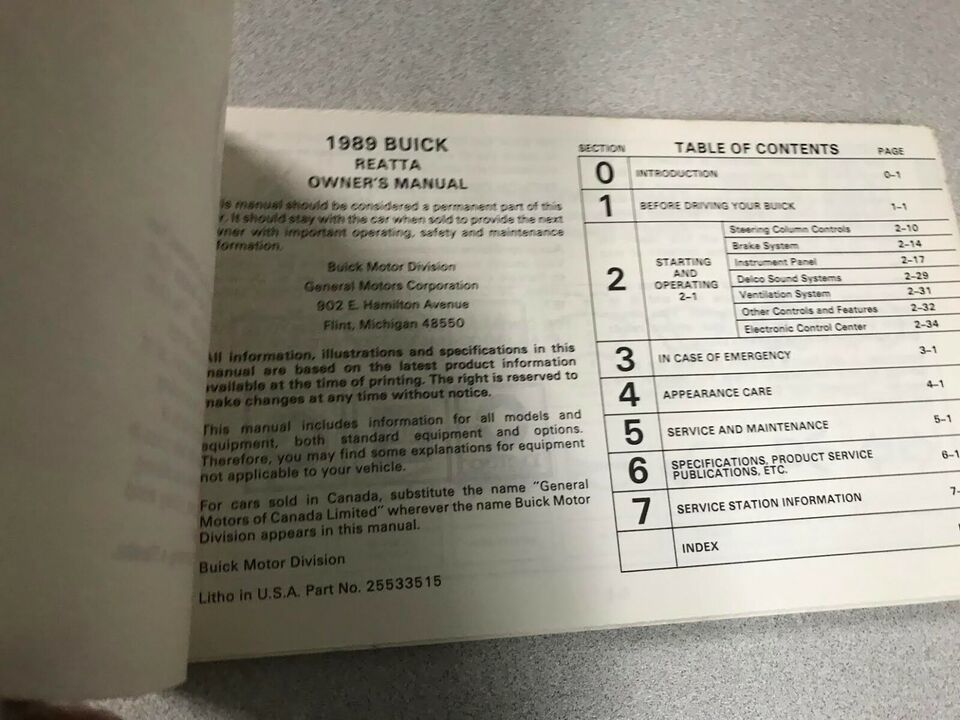 1989 BUICK
REATTA
OWNER'S MANUAL
is manual should be considered a permanent part of this
r. It should stay with the car when sold to provide the next
wner with important operating, safety and maintenance
formation.
Buick Motor Division
General Motors Corporation
902 E. Hamilton Avenue
Flint, Michigan 48550
All information, illustrations and specifications in this
manual are based on the latest product information
available at the time of printing. The right is reserved to
make changes at any time without notice.
This manual includes information for all models and
equipment, both standard equipment and options.
Therefore, you may find some explanations for equipment
not applicable to your vehicle.
For cars sold in Canada, substitute the name "General
Motors of Canada Limited" wherever the name Buick Motor
Division appears in this manual.
Buick Motor Division
Litho in U.S.A. Part No. 25533515
SECTION TABLE OF CONTENTS PAGE
0 INTRODUCTION 0-1
1 BEFORE DRIVING YOUR BUICK 1-1
2 STARTING
AND
OPERATING
2-1
Steering Column Controls 2-10
Brake System 2-14
Instrument Panel 2-17
Delco Sound Systems 2-29
Ventilation System 2-31
Other Controls and Features 2-32
Electronic Control Center 2-34
3 IN CASE OF EMERGENCY 3-1
4 APPEARANCE CARE 4-1
5 SERVICE AND MAINTENANCE 5-1
6 SPECIFICATIONS, PRODUCT SERVICE
PUBLICATIONS, ETC. 6-1
7 SERVICE STATION INFORMATION 7-
INDEX